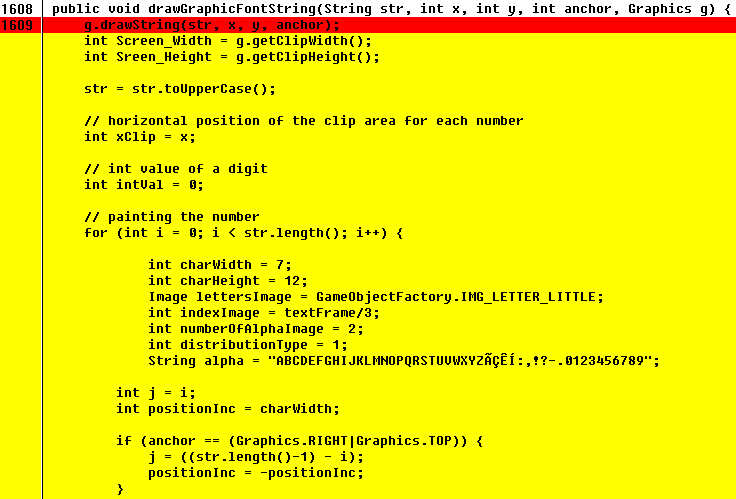 1608 public void drawGraphicFontString(String str, int x, int y, int anchor, Graphics g) {
1609 g.drawString(str, x, y, anchor);
int Screen_Width = g.getClipWidth();
int Sreen_Height = g.getClipHeight();
str = str.toUpperCase();
// horizontal position of the clip area for each number
int xClip = x;
// int value of a digit
int intVal = 0;
// painting the number
for (int i = 0; i < str.length(); i++) {
int charWidth = 7;
int charHeight = 12;
Image lettersImage = GameObjectFactory.IMG_LETTER_LITTLE;
int indexImage = textFrame/3;
int numberOfAlphaImage = 2;
int distributionType = 1;
String alpha = "ABCDEFGHIJKLMNOPQRSTUVWXYZÃÇÊÍ:,!?-.0123456789";
int j = i;
int positionInc = charWidth;
if (anchor == (Graphics.RIGHT|Graphics.TOP)) {
j = ((str.length()-1) - i);
positionInc = -positionInc;
}